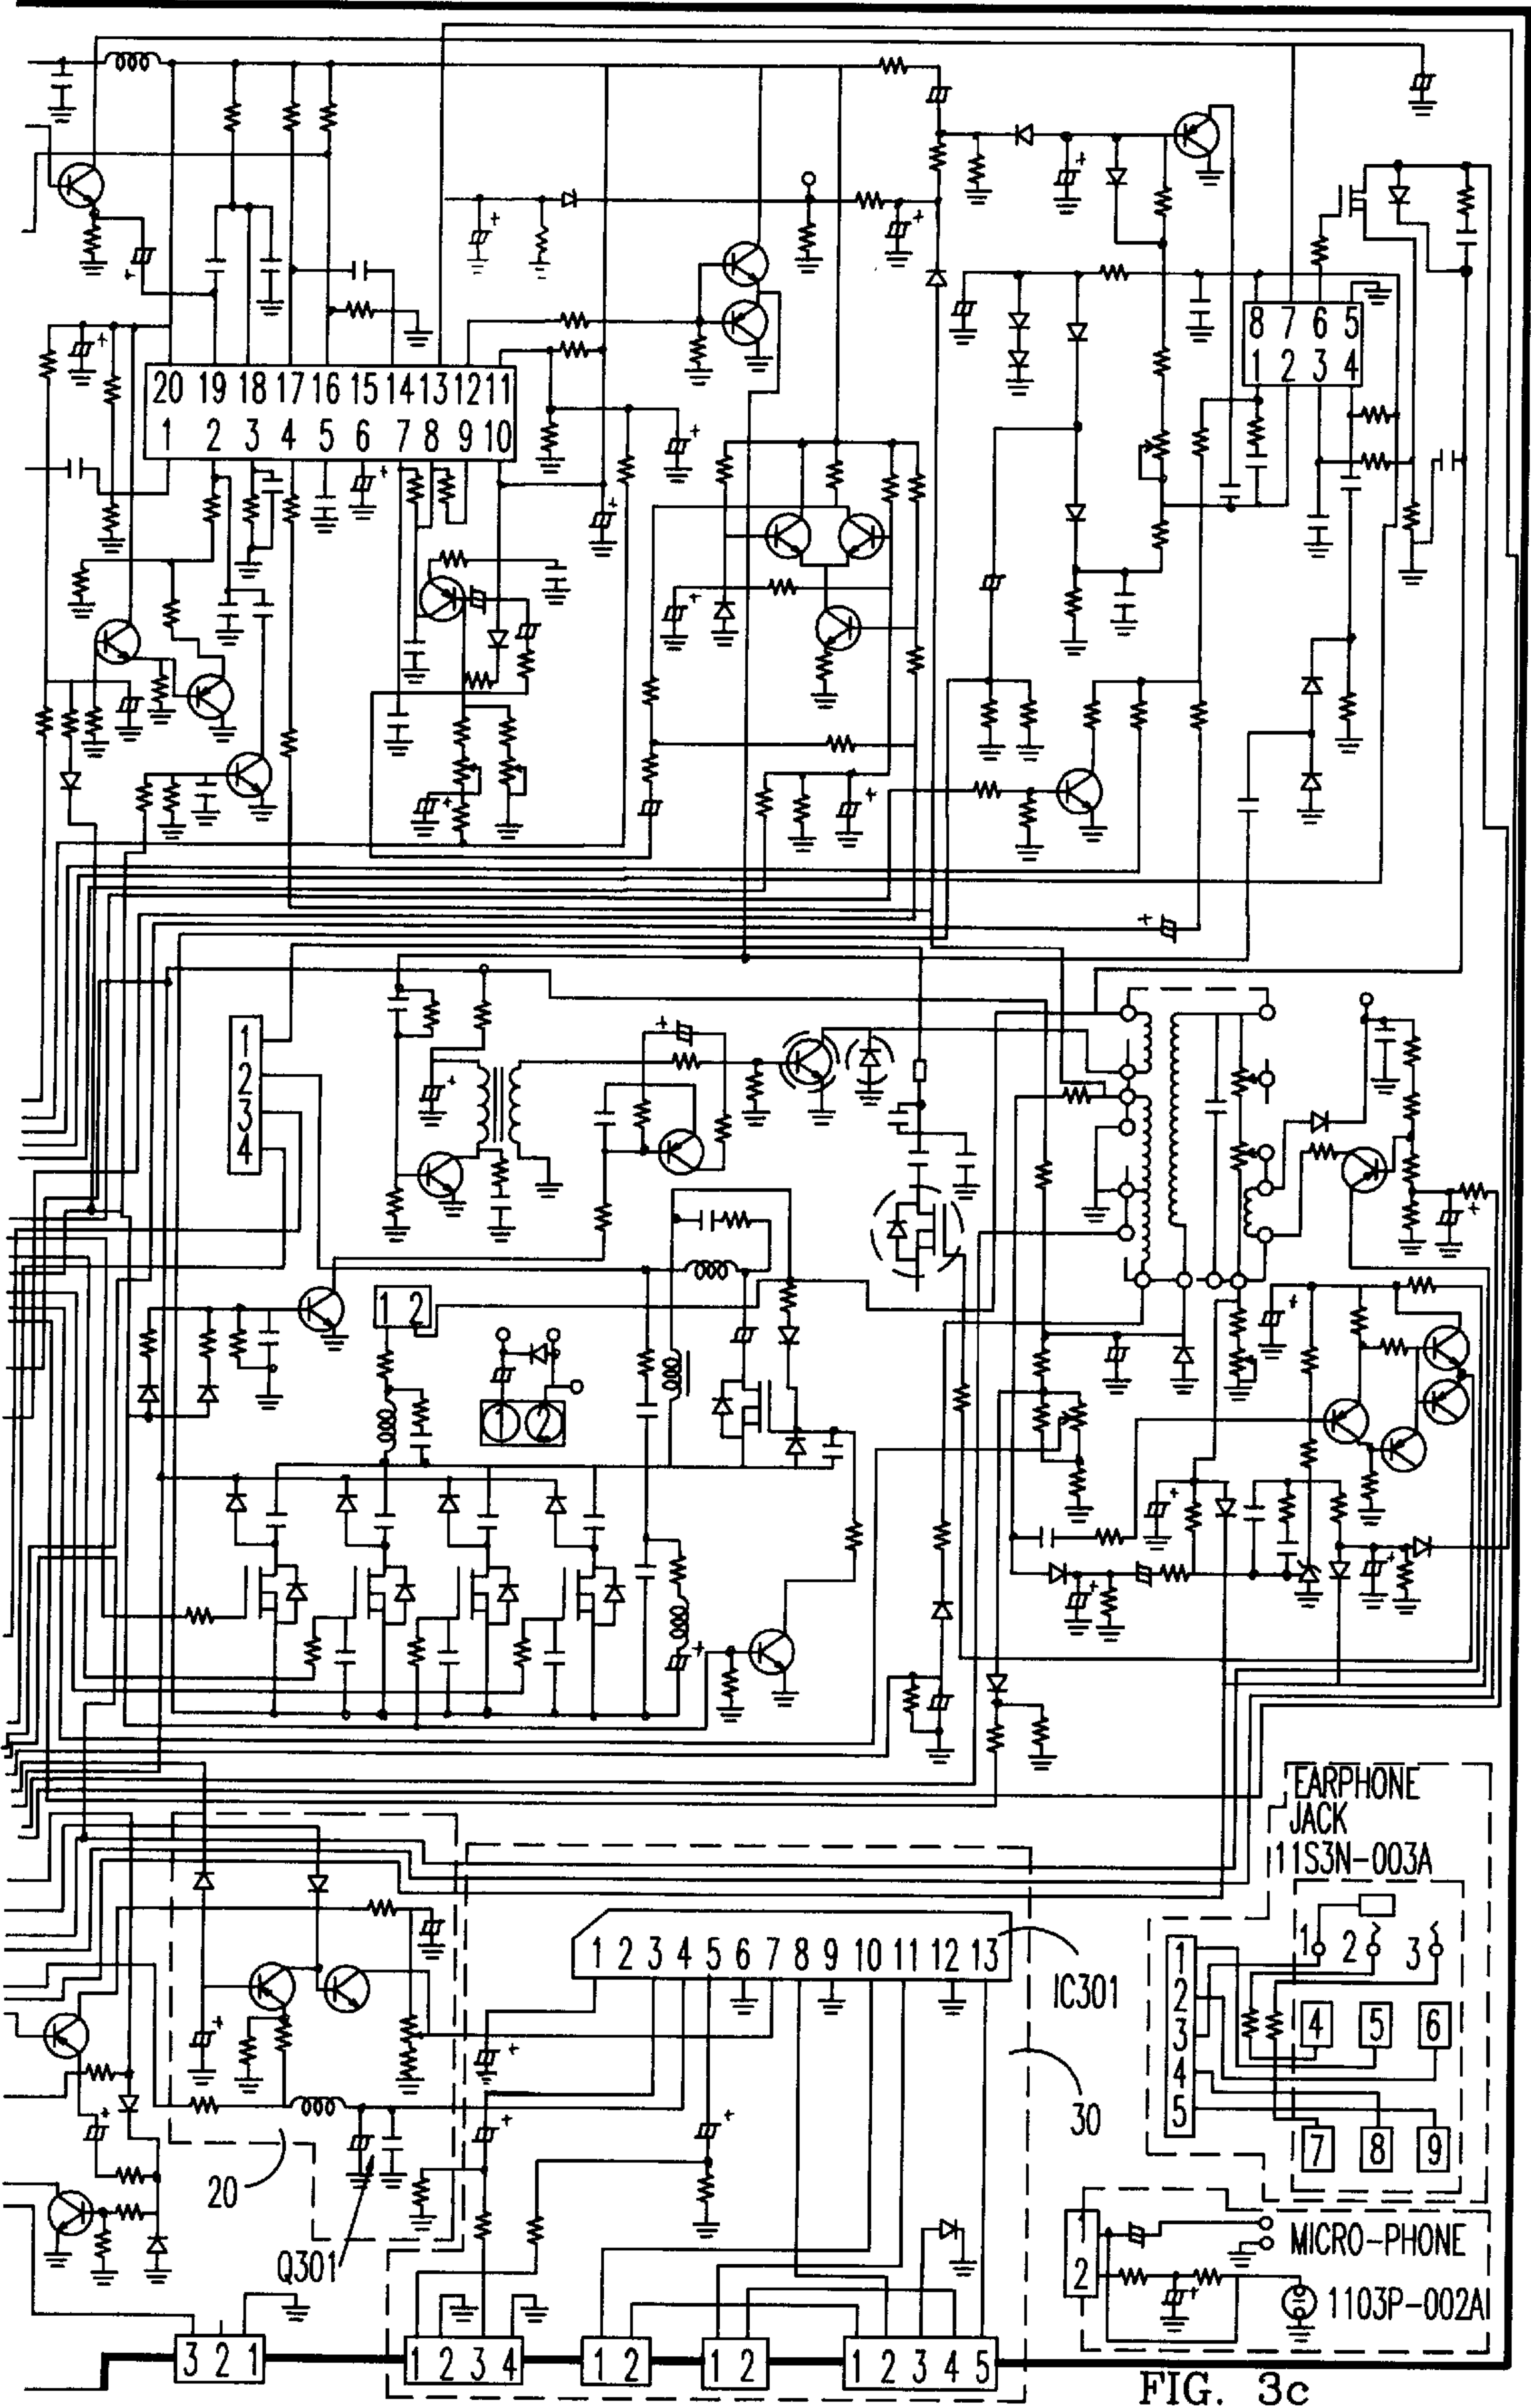 20 19 18 17 16 15 14 13 12 11
1 2 3 4 5 6 7 8 9 10
8 7 6 5
1 2 3 4
1
2
3
4
1 2
1 2
EARPHONE
JACK
11S3N-003A
1 2 3 4 5 6 7 8 9 10 11 12 13
IC301
30
1
2
3
4
5
1 2 3
4 5 6
7 8 9
20
Q301
1
2
MICRO-PHONE
1103P-002A
3 2 1
1 2 3 4
1 2
1 2
1 2 3 4 5
FIG. 3c